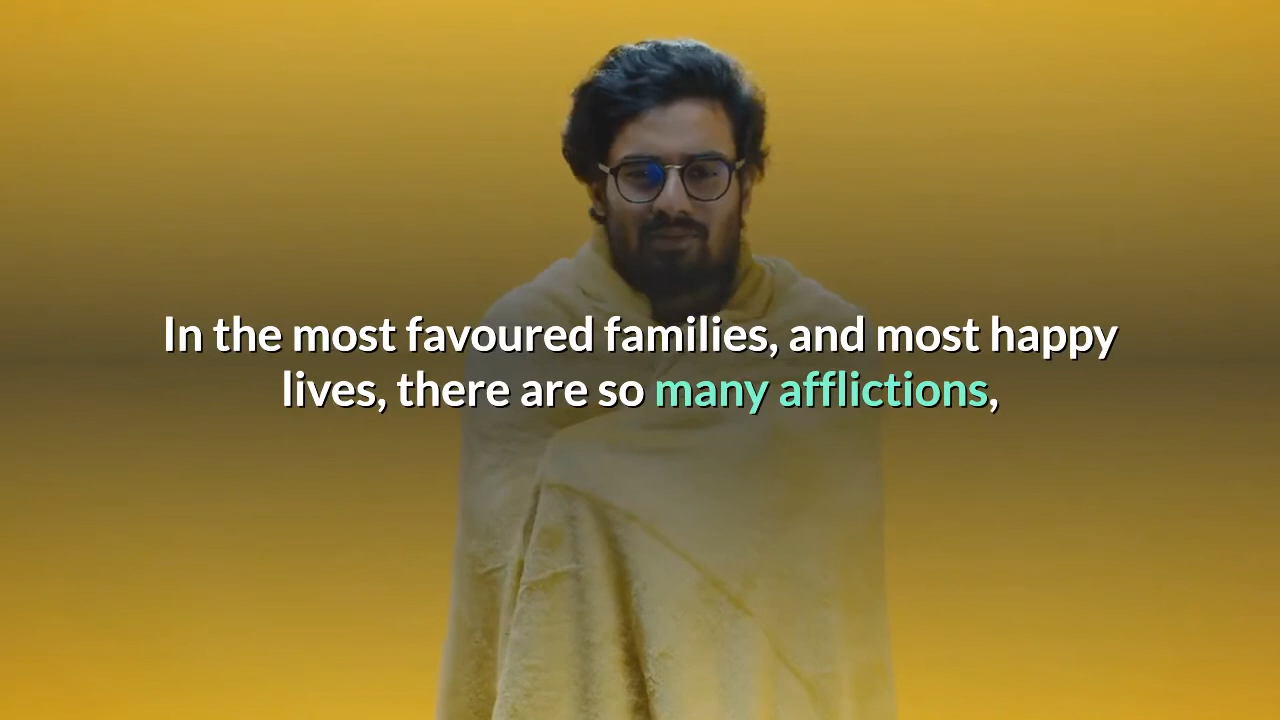 In the most favoured families, and most happy
lives, there are so many afflictions,